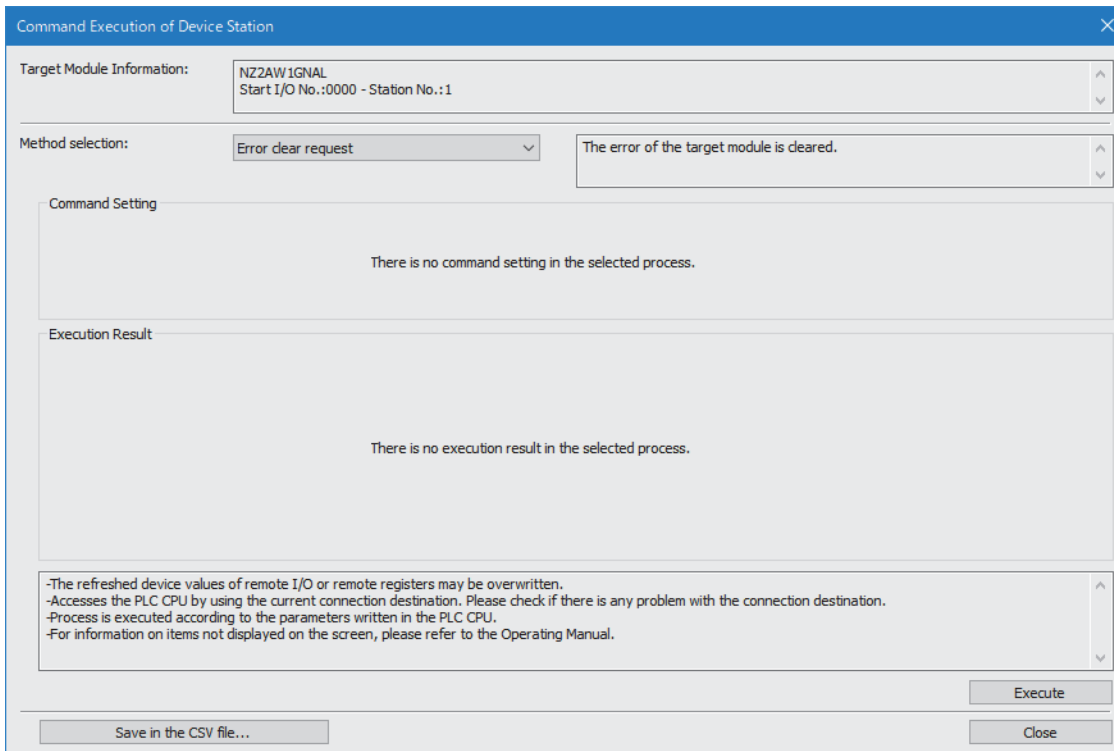 Command Execution of Device Station
Target Module Information:
NZ2AW1GNAL
Start I/O No.:0000 - Station No.:1
Method selection:
Error clear request
The error of the target module is cleared.
Command Setting
There is no command setting in the selected process.
Execution Result
There is no execution result in the selected process.
-The refreshed device values of remote I/O or remote registers may be overwritten.
-Accesses the PLC CPU by using the current connection destination. Please check if there is any problem with the connection destination.
-Process is executed according to the parameters written in the PLC CPU.
-For information on items not displayed on the screen, please refer to the Operating Manual.
Execute
Save in the CSV file...
Close